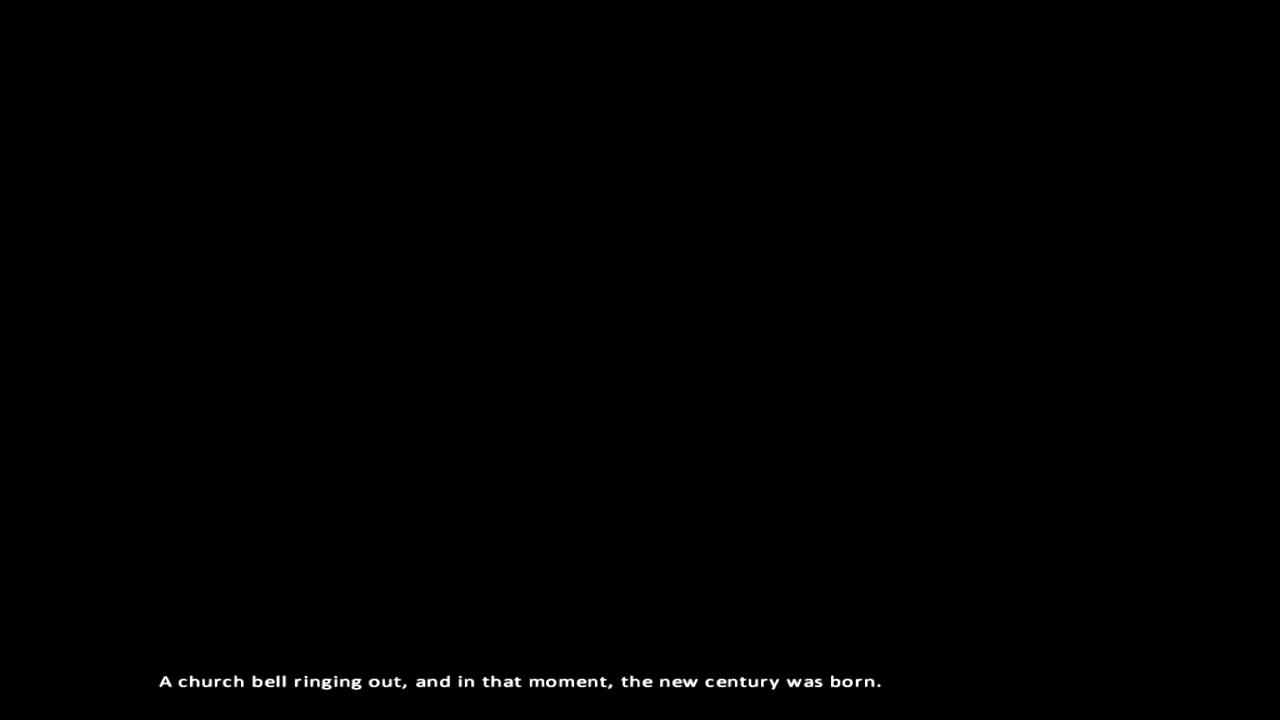 A church bell ringing out, and in that moment, the new century was born.